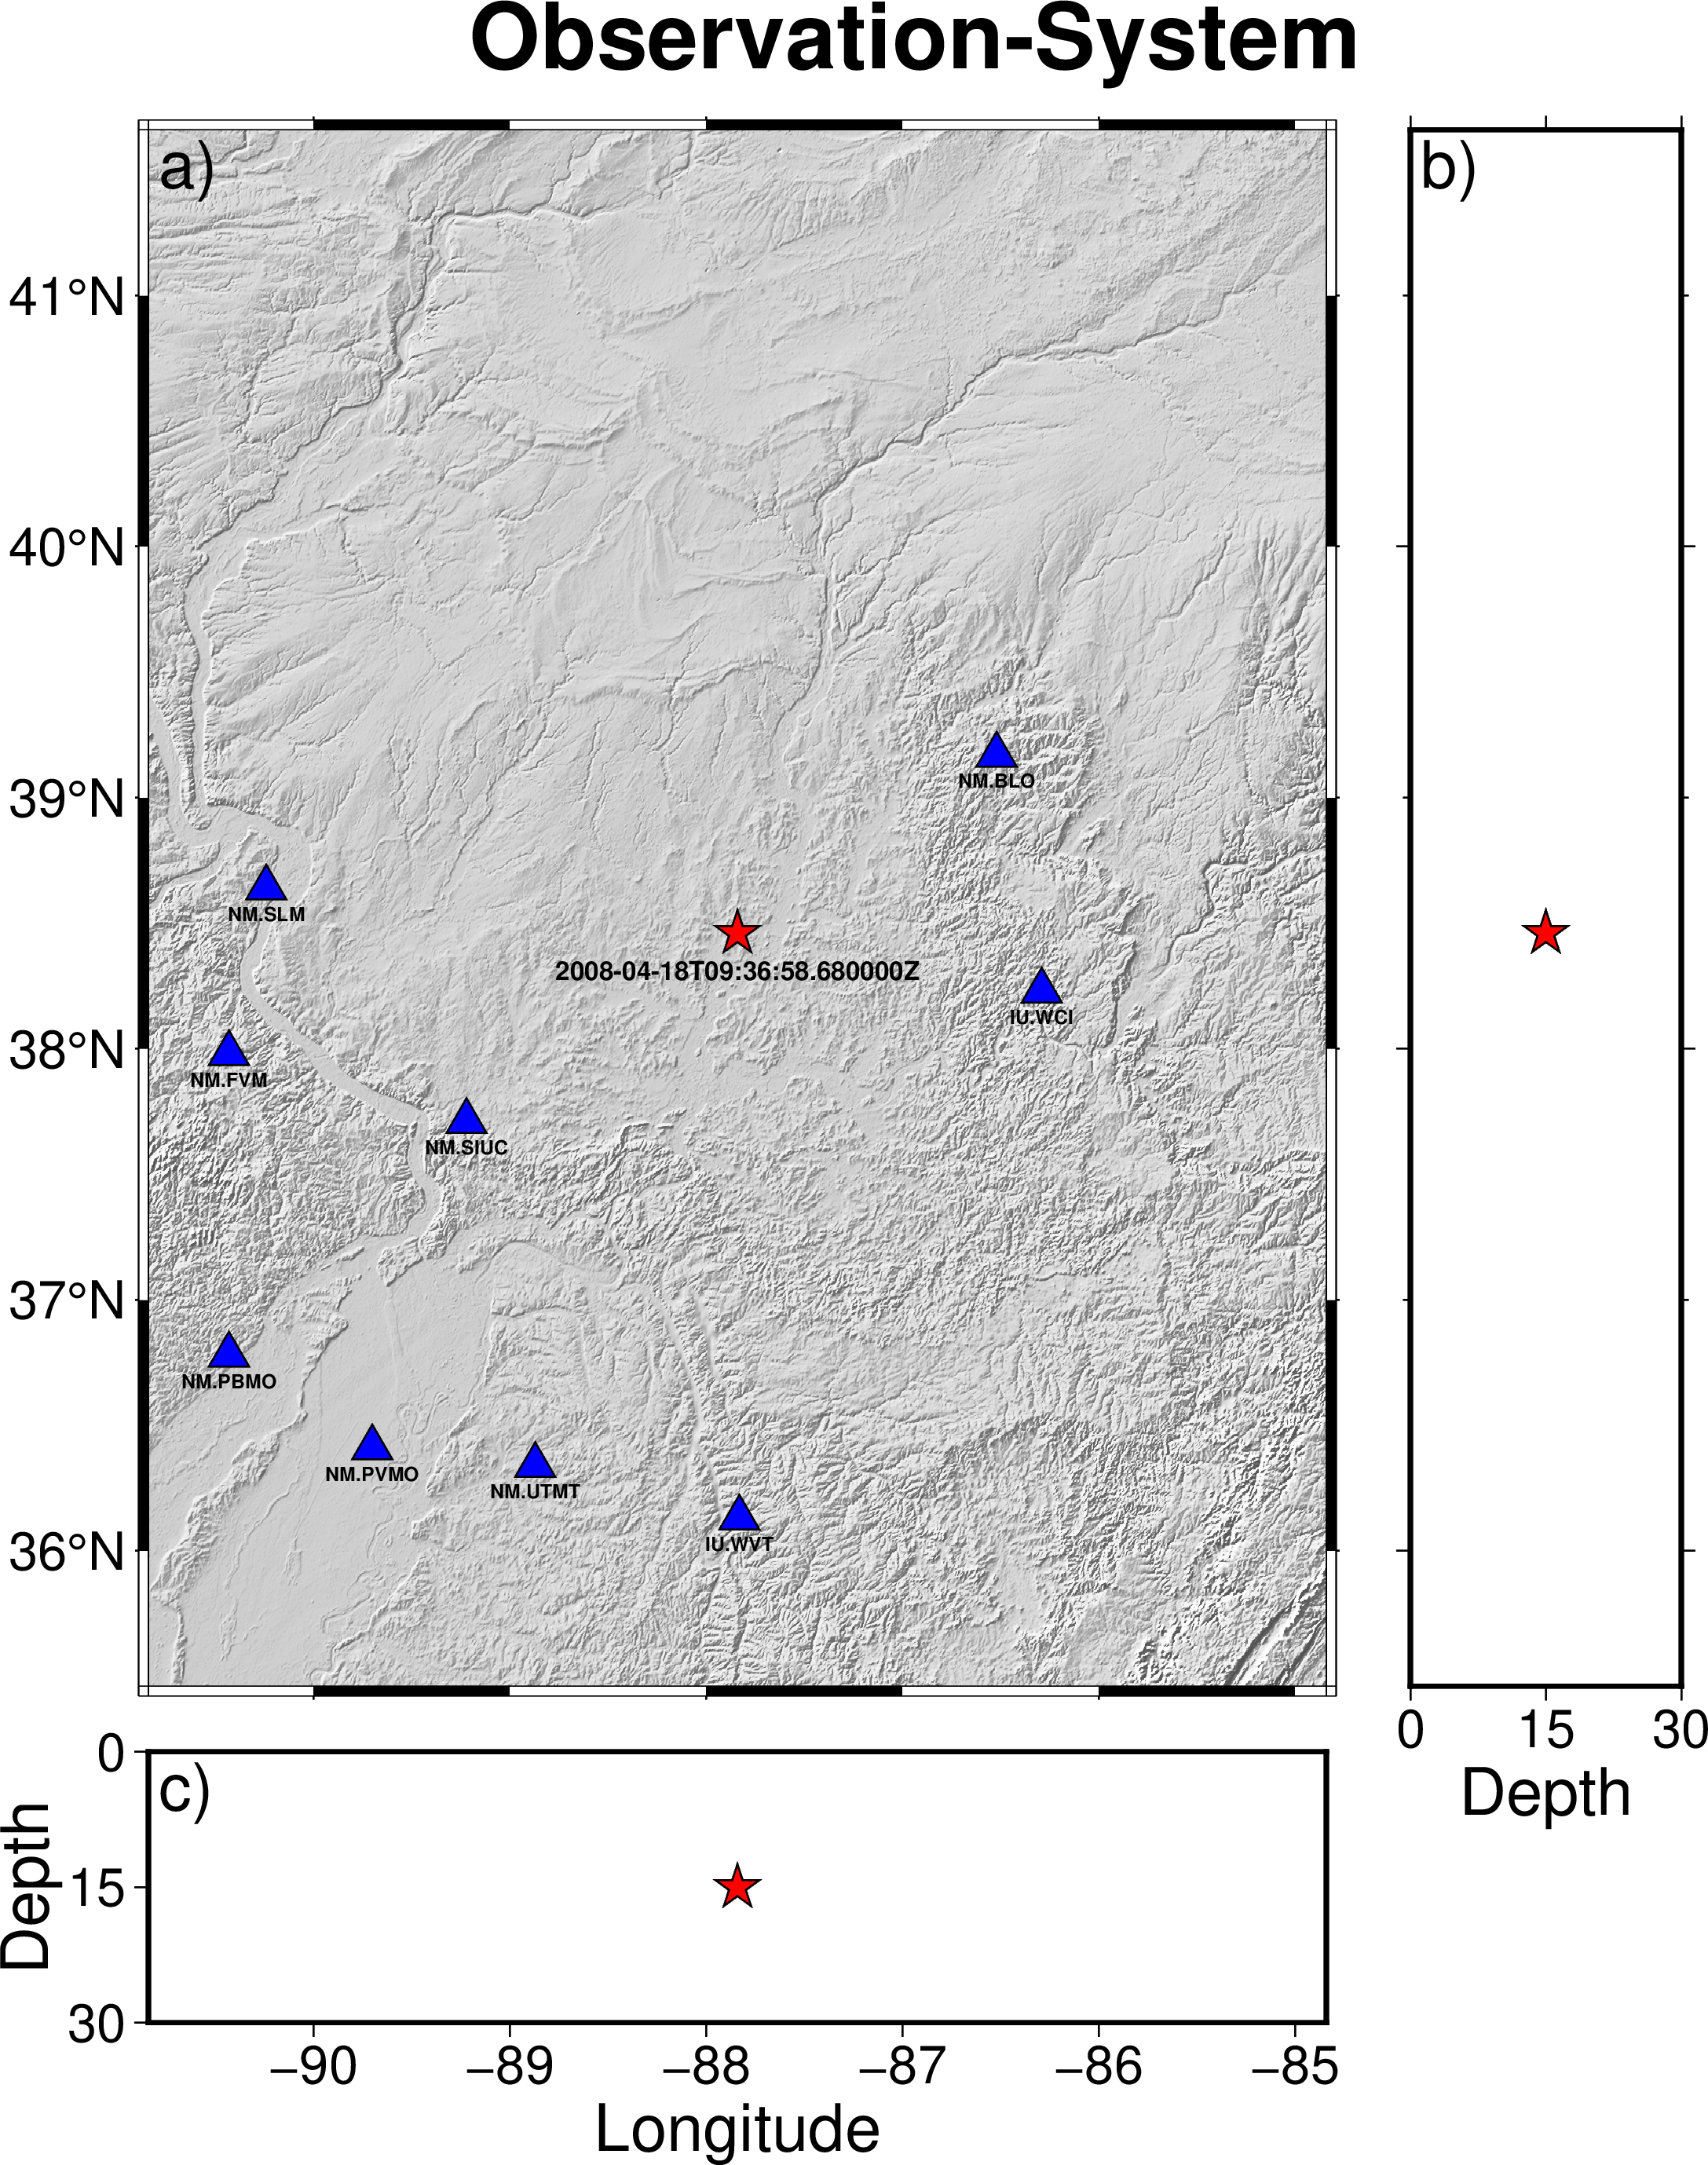 Observation-System
a)
b)
41°N
40°N
39°N
38°N
37°N
36°N
NM.BLO
NM.SLM
2008-04-18T09:36:58.680000Z
IU.WCI
NM.FVM
NM.SIUC
NM.PBMO
NM.PVMO
NM.UTMT
IU.WVT
0 15 30
Depth
c)
0
15
30
Depth
–90 –89 –88 –87 –86 –85
Longitude